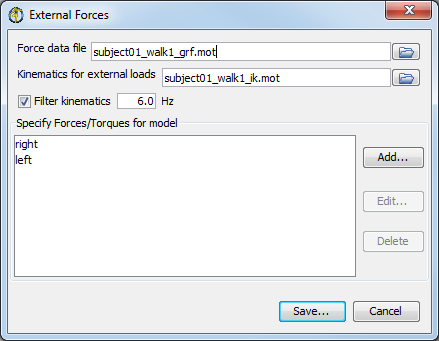 External Forces
Force data file subject01_walk1_grf.mot
Kinematics for external loads subject01_walk1_ik.mot
Filter kinematics 6.0 Hz
Specify Forces/Torques for model
right
left
Add...
Edit...
Delete
Save... Cancel